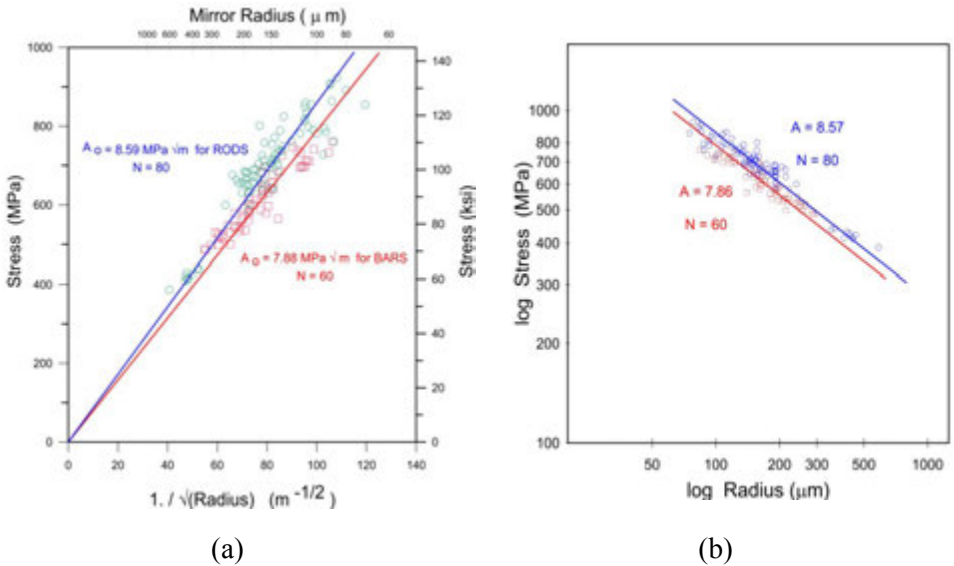 Mirror Radius ( μ m)
1000 600 400 300 200 150 100 80 60
1000
800
600
400
200
0
Stress (MPa)
A o = 8.59 MPa √m for RODS
N = 80
A o = 7.88 MPa √m for BARS
N = 60
140
120
100
80
60
40
20
0
Stress (ksi)
0 20 40 60 80 100 120 140
1. / √(Radius) (m -1/2)
(a)
1000
800
700
600
500
400
300
200
100
log Stress (MPa)
A = 8.57
N = 80
A = 7.86
N = 60
50 100 200 300 500 1000
log Radius (μm)
(b)